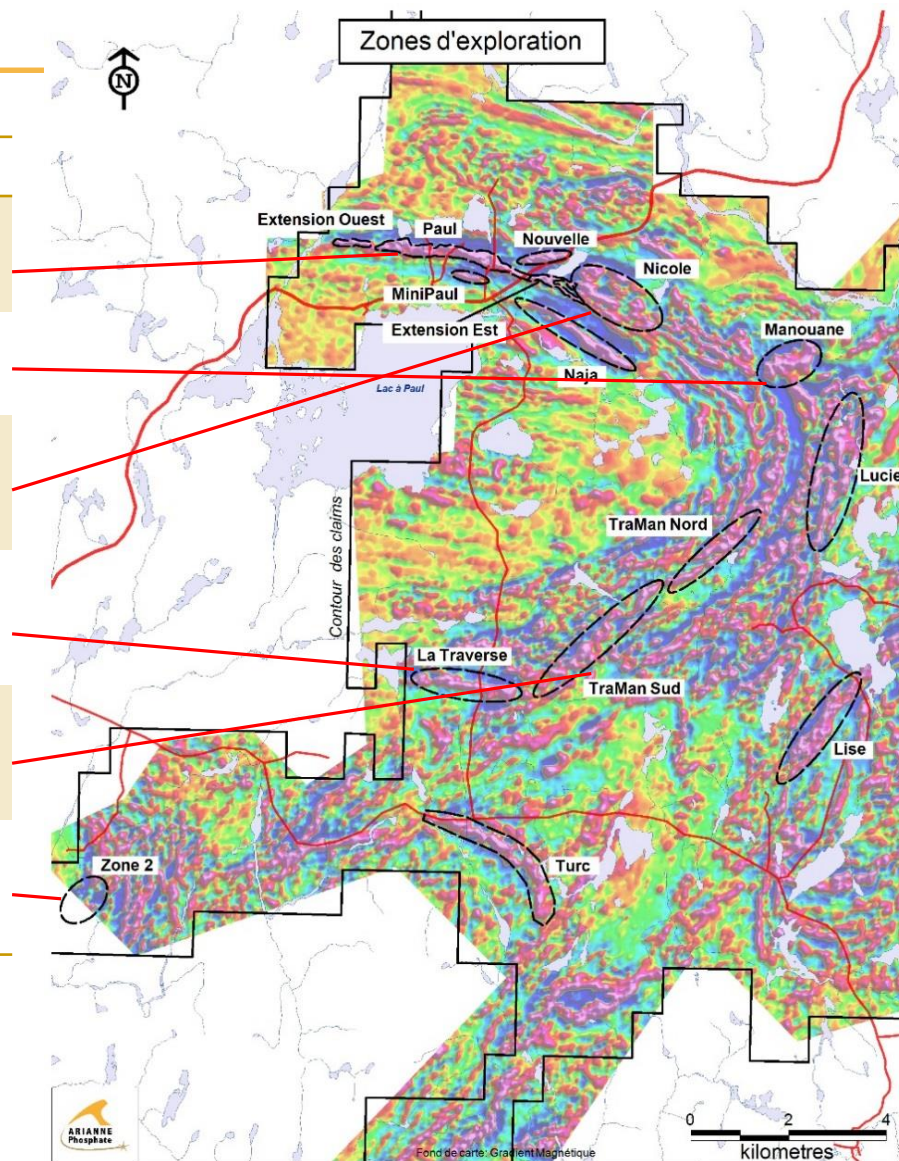 Zones d'exploration
N
Extension Ouest
Paul
Nouvelle
Nicole
MiniPaul
Extension Est
Manouane
Naja
Lac à Paul
Lucie
TraMan Nord
Contour des claims
La Traverse
TraMan Sud
Lise
Zone 2
Turc
ARIANNE
Phosphate
0 2 4
kilometres
Fond de carte: Gradient Magnétique